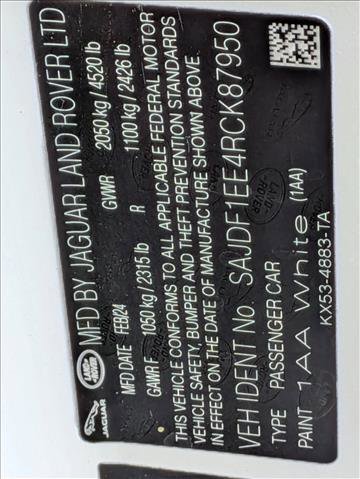 JAGUAR
LAND ROVER
MFD BY JAGUAR LAND ROVER LTD
MFD DATE FEB/24 GVWR 2050 kg / 4520 lb
GAWR F 1050 kg / 2315 lb R 1100 kg / 2426 lb
THIS VEHICLE CONFORMS TO ALL APPLICABLE FEDERAL MOTOR
VEHICLE SAFETY, BUMPER AND THEFT PREVENTION STANDARDS
IN EFFECT ON THE DATE OF MANUFACTURE SHOWN ABOVE.
VEH IDENT NO. SAJDF1EE4RCK87950
TYPE PASSENGER CAR
PAINT 1AA White (1AA)
KX53-4883-TA